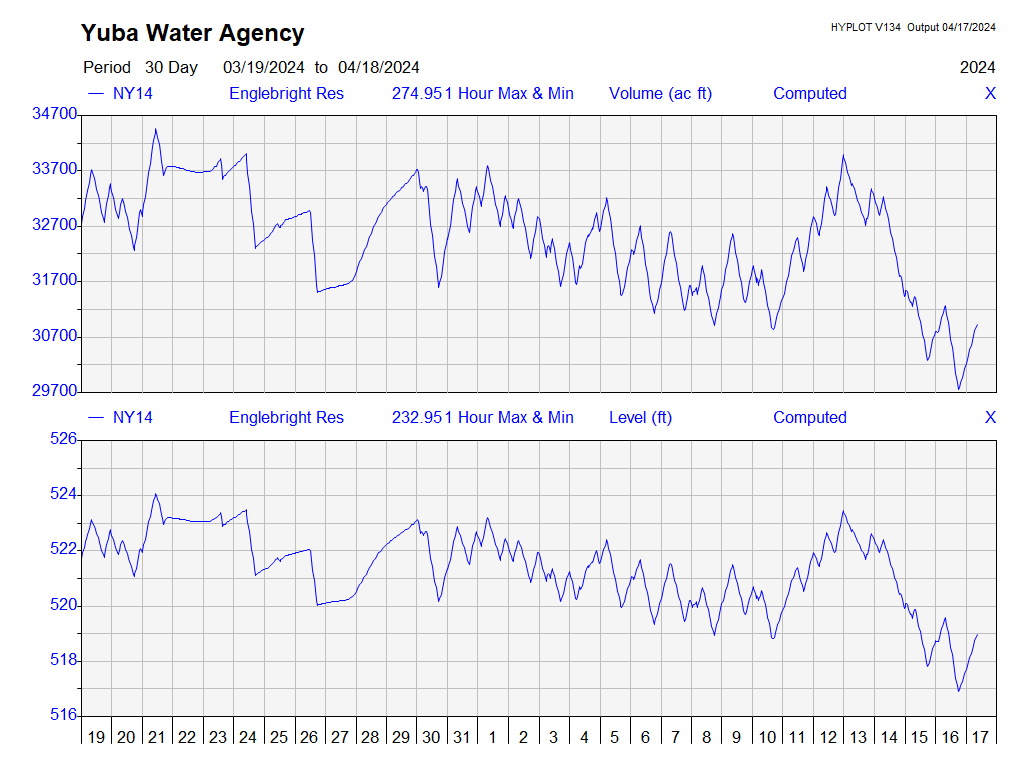 Yuba Water Agency
HYPLOT V134 Output 04/17/2024
Period 30 Day 03/19/2024 to 04/18/2024 2024
NY14 Englebright Res 274.951 Hour Max & Min Volume (ac ft) Computed X
34700
33700
32700
31700
30700
29700
NY14 Englebright Res 232.951 Hour Max & Min Level (ft) Computed X
526
524
522
520
518
516
19 20 21 22 23 24 25 26 27 28 29 30 31 1 2 3 4 5 6 7 8 9 10 11 12 13 14 15 16 17